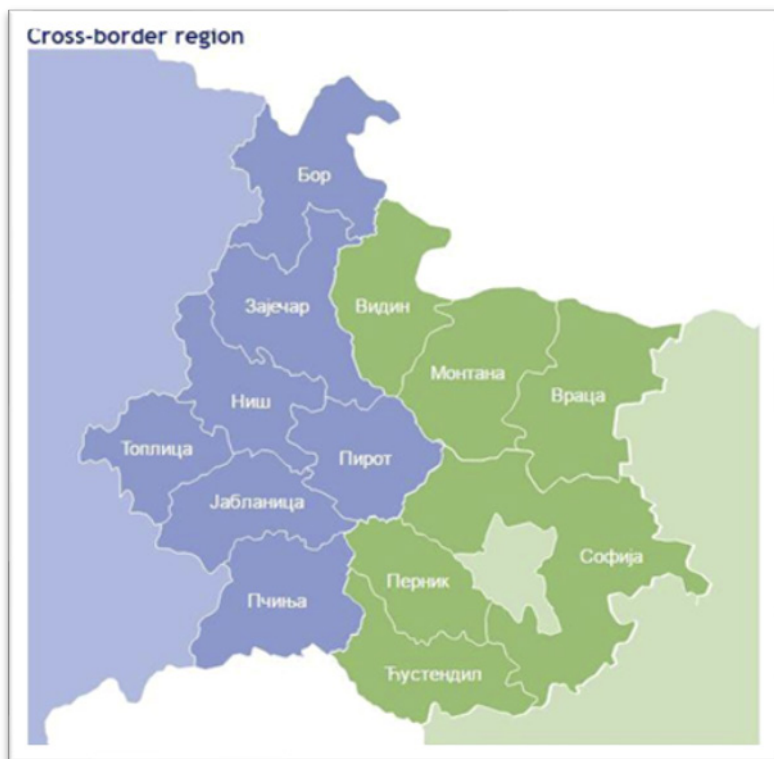 Cross-border region
Бор
Зајечар
Видин
Монтана
Враца
Ниш
Топлица
Пирот
Јабланица
Софија
Перник
Пчиња
Ћустендил